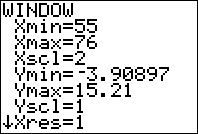 WINDOW
Xmin=55
Xmax=76
Xscl=2
Ymin=-3.90897
Ymax=15.21
Yscl=1
↓Xres=1